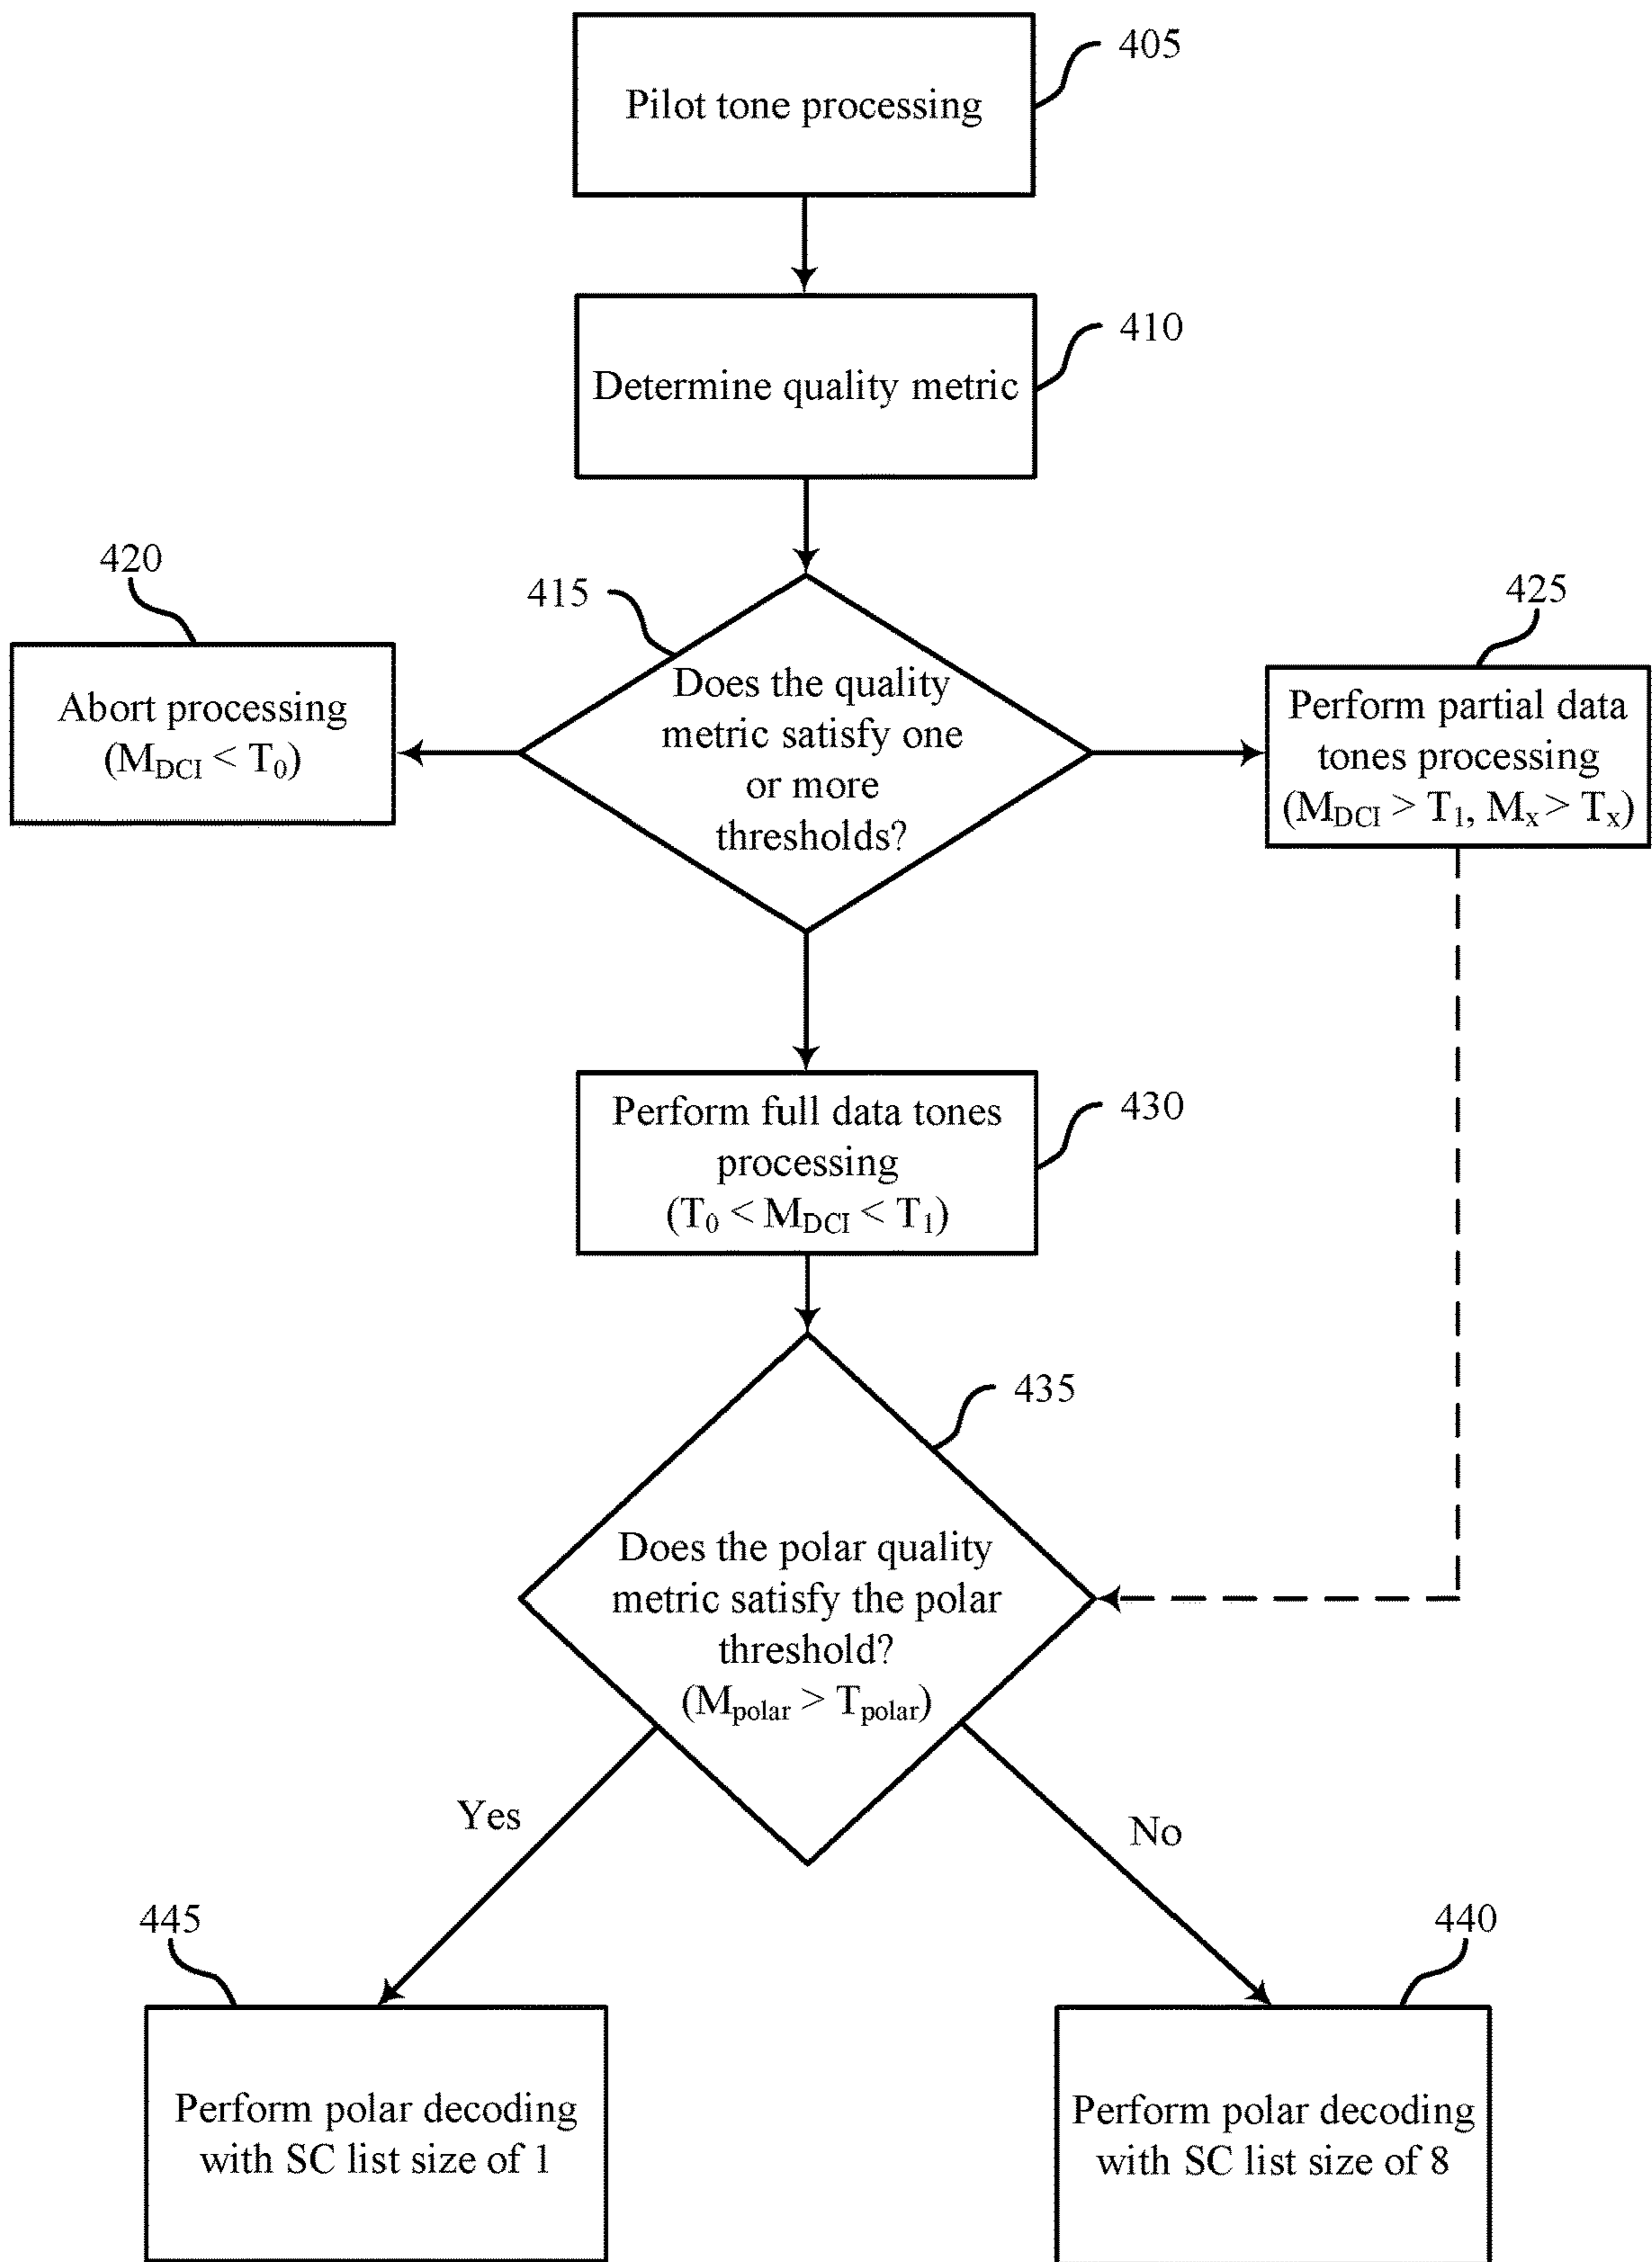 405
Pilot tone processing
410
Determine quality metric
420
415
425
Abort processing
(M_DCI < T_0)
Does the quality
metric satisfy one
or more
thresholds?
Perform partial data
tones processing
(M_DCI > T_1, M_x > T_x)
Perform full data tones
processing
(T_0 < M_DCI < T_1)
430
435
Does the polar quality
metric satisfy the polar
threshold?
(M_polar > T_polar)
Yes
No
445
440
Perform polar decoding
with SC list size of 1
Perform polar decoding
with SC list size of 8